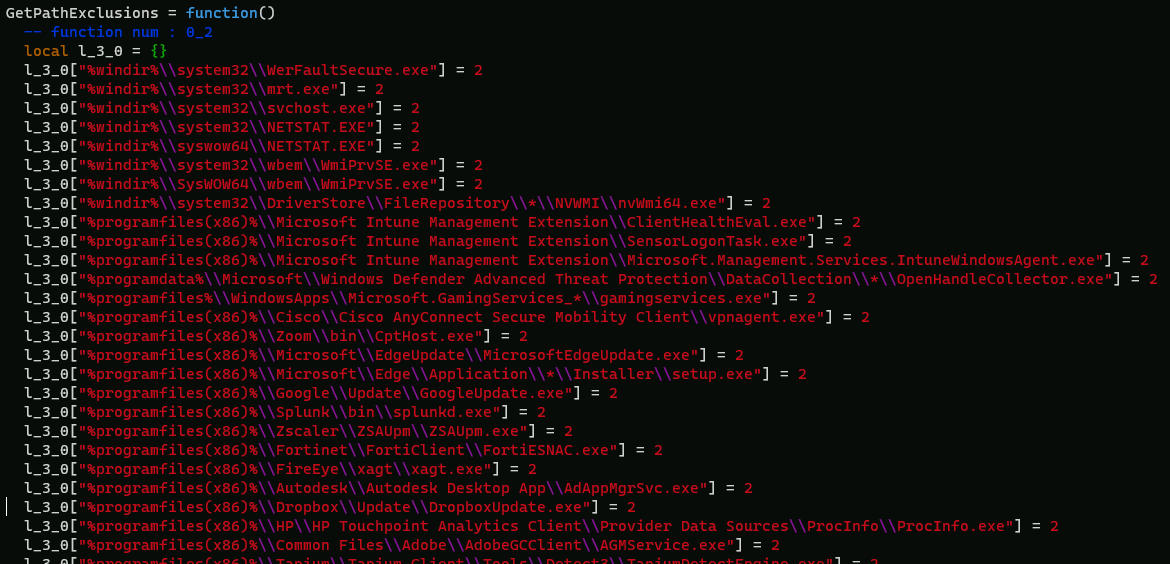 GetPathExclusions = function()
  -- function num : 0_2
  local l_3_0 = {}
  l_3_0["%windir%\\system32\\WerFaultSecure.exe"] = 2
  l_3_0["%windir%\\system32\\mrt.exe"] = 2
  l_3_0["%windir%\\system32\\svchost.exe"] = 2
  l_3_0["%windir%\\system32\\NETSTAT.EXE"] = 2
  l_3_0["%windir%\\syswow64\\NETSTAT.EXE"] = 2
  l_3_0["%windir%\\system32\\wbem\\WmiPrvSE.exe"] = 2
  l_3_0["%windir%\\SysWOW64\\wbem\\WmiPrvSE.exe"] = 2
  l_3_0["%windir%\\system32\\DriverStore\\FileRepository\\*\\NVWMI\\nvWmi64.exe"] = 2
  l_3_0["%programfiles(x86)%\\Microsoft Intune Management Extension\\ClientHealthEval.exe"] = 2
  l_3_0["%programfiles(x86)%\\Microsoft Intune Management Extension\\SensorLogonTask.exe"] = 2
  l_3_0["%programfiles(x86)%\\Microsoft Intune Management Extension\\Microsoft.Management.Services.IntuneWindowsAgent.exe"] = 2
  l_3_0["%programdata%\\Microsoft\\Windows Defender Advanced Threat Protection\\DataCollection\\*\\OpenHandleCollector.exe"] = 2
  l_3_0["%programfiles%\\WindowsApps\\Microsoft.GamingServices_*\\gamingservices.exe"] = 2
  l_3_0["%programfiles(x86)%\\Cisco\\Cisco AnyConnect Secure Mobility Client\\vpnagent.exe"] = 2
  l_3_0["%programfiles(x86)%\\Zoom\\bin\\CptHost.exe"] = 2
  l_3_0["%programfiles(x86)%\\Microsoft\\EdgeUpdate\\MicrosoftEdgeUpdate.exe"] = 2
  l_3_0["%programfiles(x86)%\\Microsoft\\Edge\\Application\\*\\Installer\\setup.exe"] = 2
  l_3_0["%programfiles(x86)%\\Google\\Update\\GoogleUpdate.exe"] = 2
  l_3_0["%programfiles(x86)%\\Splunk\\bin\\splunkd.exe"] = 2
  l_3_0["%programfiles(x86)%\\Zscaler\\ZSAUpm\\ZSAUpm.exe"] = 2
  l_3_0["%programfiles(x86)%\\Fortinet\\FortiClient\\FortiESNAC.exe"] = 2
  l_3_0["%programfiles(x86)%\\FireEye\\xagt\\xagt.exe"] = 2
  l_3_0["%programfiles(x86)%\\Autodesk\\Autodesk Desktop App\\AdAppMgrSvc.exe"] = 2
  l_3_0["%programfiles(x86)%\\Dropbox\\Update\\DropboxUpdate.exe"] = 2
  l_3_0["%programfiles(x86)%\\HP\\HP Touchpoint Analytics Client\\Provider Data Sources\\ProcInfo\\ProcInfo.exe"] = 2
  l_3_0["%programfiles(x86)%\\Common Files\\Adobe\\AdobeGCClient\\AGMService.exe"] = 2
  l_3_0["%programfiles(x86)%\\Tanium\\Tanium Client\\Tools\\Detect3\\TaniumDetectEngine.exe"] = 2